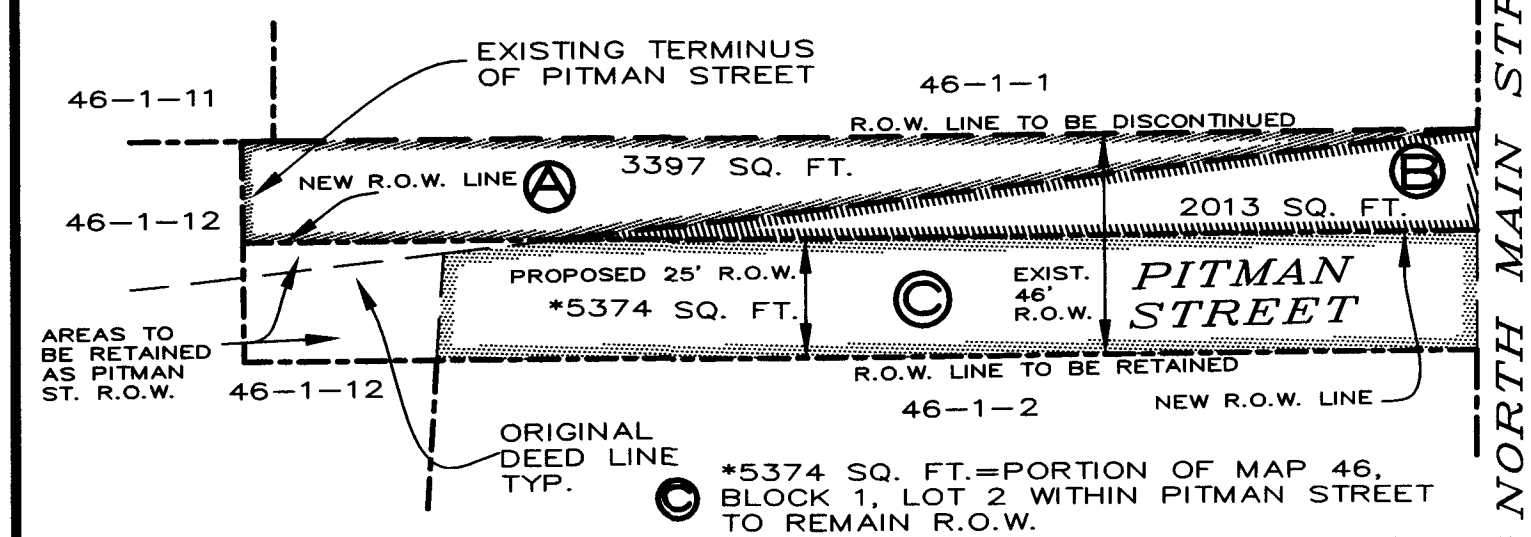 EXISTING TERMINUS
OF PITMAN STREET
46-1-11
46-1-1
R.O.W. LINE TO BE DISCONTINUED
3397 SQ. FT.
NEW R.O.W. LINE
A
B
46-1-12
2013 SQ. FT.
PROPOSED 25' R.O.W.
*5374 SQ. FT.
C
EXIST.
46'
R.O.W.
PITMAN
STREET
AREAS TO
BE RETAINED
AS PITMAN
ST. R.O.W.
46-1-12
R.O.W. LINE TO BE RETAINED
46-1-2
NEW R.O.W. LINE
ORIGINAL
DEED LINE
TYP.
C
*5374 SQ. FT.=PORTION OF MAP 46,
BLOCK 1, LOT 2 WITHIN PITMAN STREET
TO REMAIN R.O.W.
NORTH MAIN STR